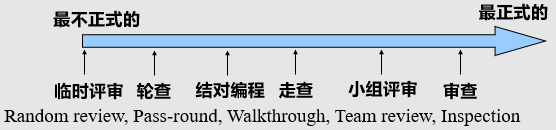 最不正式的
最正式的
临时评审 轮查 结对编程 走查 小组评审 审查
Random review, Pass-round, Walkthrough, Team review, Inspection